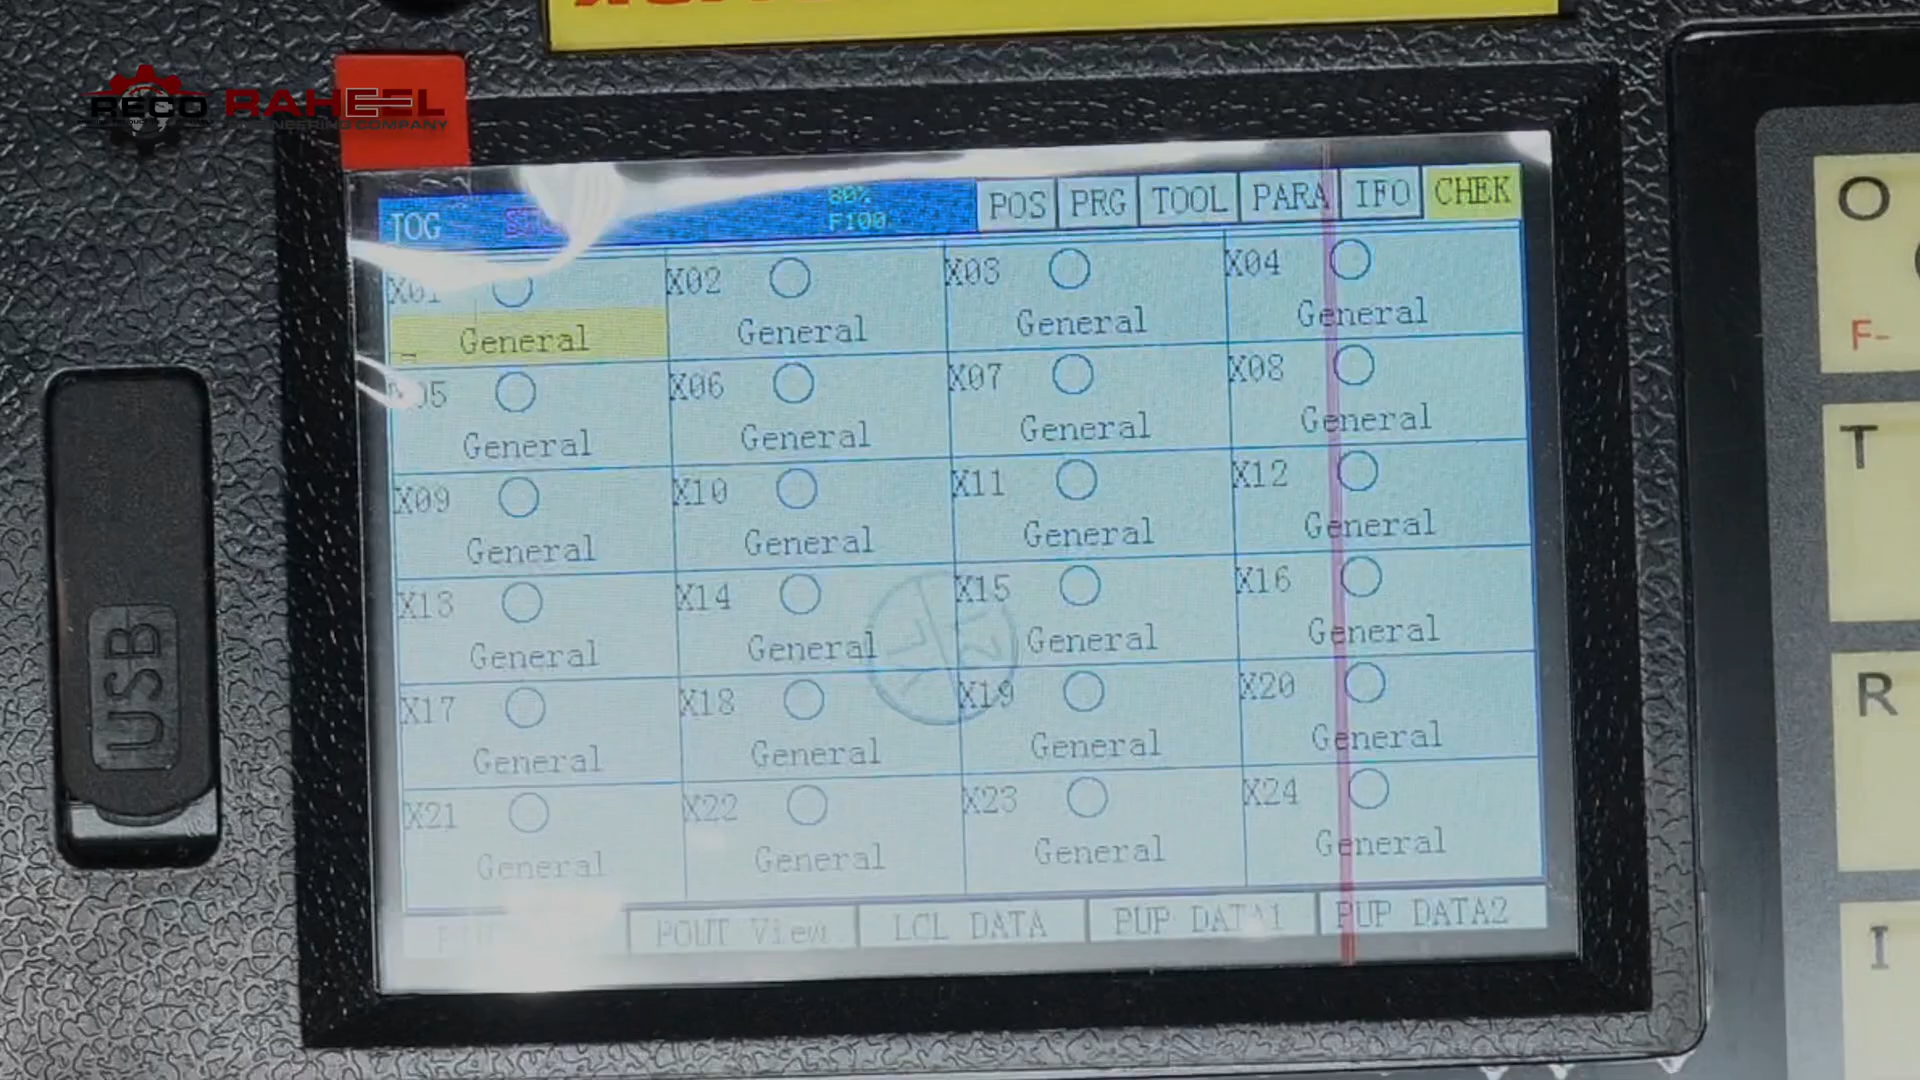 RECO RAHEEL
JOG 80% F100 POS PRG TOOL PARA IFO CHEK
X01 X02 X03 X04
General General General General
X05 X06 X07 X08
General General General General
X09 X10 X11 X12
General General General General
X13 X14 X15 X16
General General General General
X17 X18 X19 X20
General General General General
X21 X22 X23 X24
General General General General
POUT View LCL DATA PUP DATA1 PUP DATA2
USB
O
F-
T
R
I